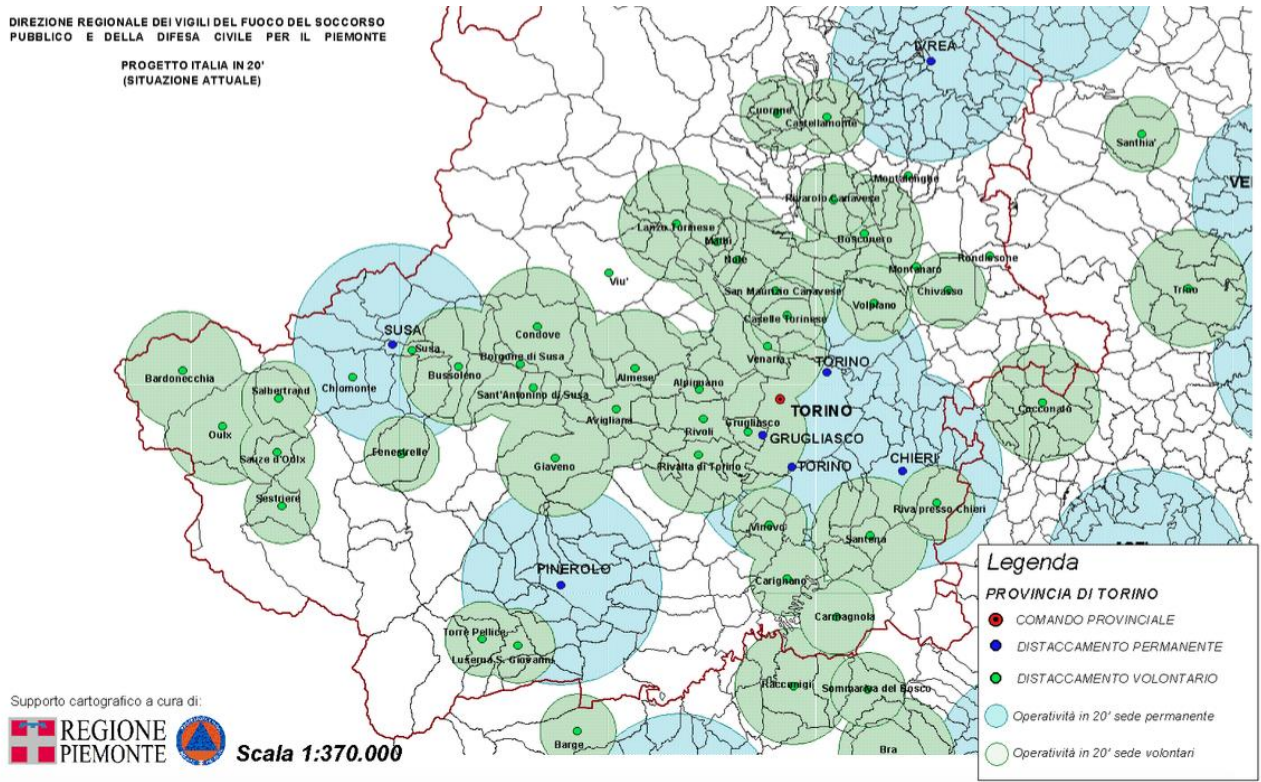 DIREZIONE REGIONALE DEI VIGILI DEL FUOCO DEL SOCCORSO
PUBBLICO E DELLA DIFESA CIVILE PER IL PIEMONTE
PROGETTO ITALIA IN 20'
(SITUAZIONE ATTUALE)
IVREA
Cuorgne
Castellamonte
Santhia'
Montalenghe
VE
Rivarolo Canavese
Lanzo Torinese
Bosconero
Mathi
Nole
Rondissone
Montanaro
Viu'
San Maurizio Canavese
Chivasso
Trino
Volpiano
Caselle Torinese
SUSA
Condove
Susa
Venaria
Borgone di Susa
TORINO
Bussoleno
Bardonecchia
Almese
Chiomonte
Alpignano
Salbertrand
Sant'Antonino di Susa
TORINO
Cocconato
Avigliana
Grugliasco
Oulx
Rivoli
GRUGLIASCO
Fenestrelle
Sauze d'Oulx
CHIERI
Giaveno
Rivalta di Torino
TORINO
Sestriere
Riva presso Chieri
Vinovo
Santena
PINEROLO
Carignano
Carmagnola
Torre Pellice
Luserna S. Giovanni
Racconigi
Sommariva del Bosco
Barge
Bra
Legenda
PROVINCIA DI TORINO
COMANDO PROVINCIALE
DISTACCAMENTO PERMANENTE
DISTACCAMENTO VOLONTARIO
Operatività in 20' sede permanente
Operatività in 20' sede volontari
Supporto cartografico a cura di:
REGIONE
PIEMONTE
Scala 1:370.000